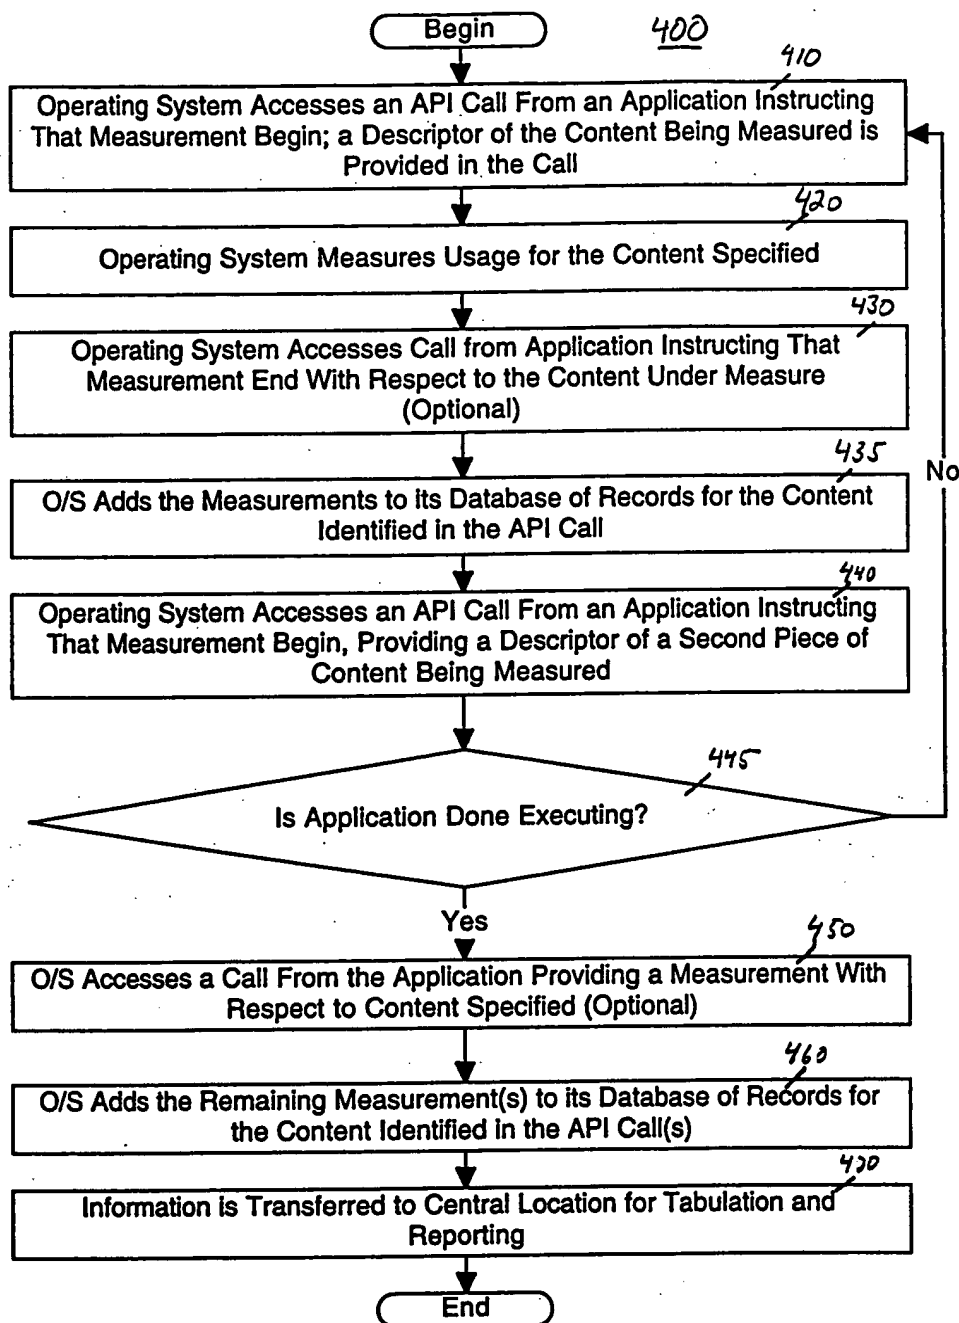 Begin
400
410
Operating System Accesses an API Call From an Application Instructing
That Measurement Begin; a Descriptor of the Content Being Measured is
Provided in the Call
420
Operating System Measures Usage for the Content Specified
430
Operating System Accesses Call from Application Instructing That
Measurement End With Respect to the Content Under Measure
(Optional)
435
O/S Adds the Measurements to its Database of Records for the Content
Identified in the API Call
No
440
Operating System Accesses an API Call From an Application Instructing
That Measurement Begin, Providing a Descriptor of a Second Piece of
Content Being Measured
445
Is Application Done Executing?
Yes
450
O/S Accesses a Call From the Application Providing a Measurement With
Respect to Content Specified (Optional)
460
O/S Adds the Remaining Measurement(s) to its Database of Records for
the Content Identified in the API Call(s)
470
Information is Transferred to Central Location for Tabulation and
Reporting
End